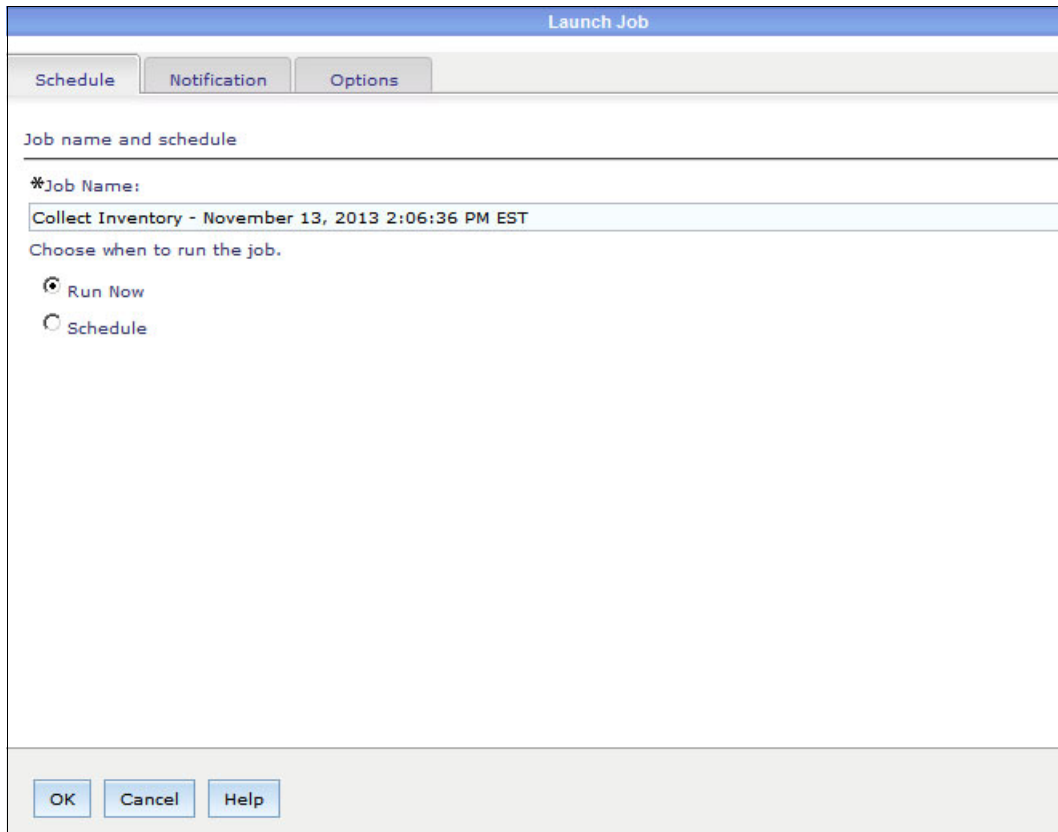 Launch Job
Schedule Notification Options
Job name and schedule
*Job Name:
Collect Inventory - November 13, 2013 2:06:36 PM EST
Choose when to run the job.
Run Now
Schedule
OK Cancel Help